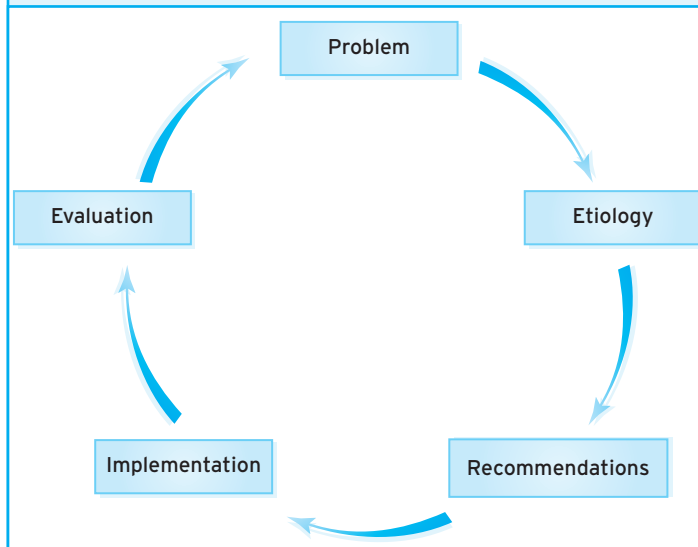 Problem
Etiology
Recommendations
Implementation
Evaluation